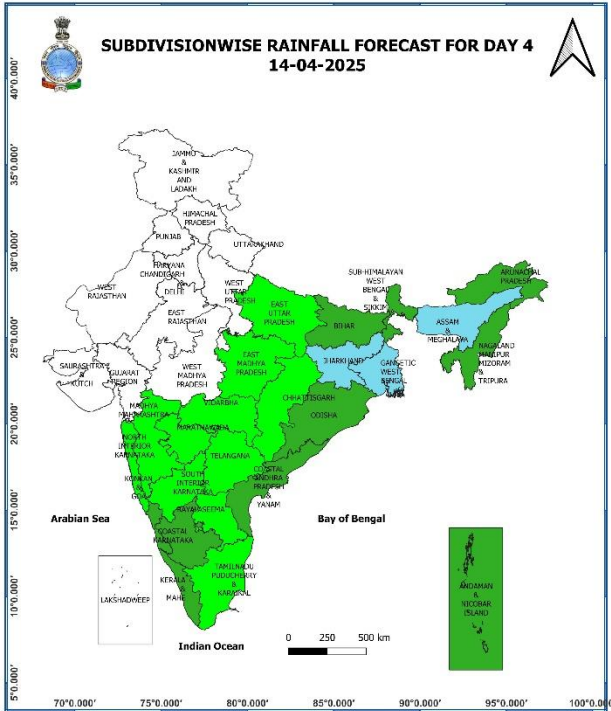 SUBDIVISIONWISE RAINFALL FORECAST FOR DAY 4
14-04-2025
40°0.000'
35°0.000'
30°0.000'
25°0.000'
20°0.000'
15°0.000'
10°0.000'
5°0.000'
JAMMU
&
KASHMIR
AND
LADAKH
HIMACHAL
PRADESH
PUNJAB
UTTARAKHAND
HARYANA
CHANDIGARH
&
DELHI
WEST
RAJASTHAN
WEST
UTTAR
PRADESH
EAST
RAJASTHAN
EAST
UTTAR
PRADESH
SUB-HIMALAYAN
WEST
BENGAL
&
SIKKIM
ARUNACHAL
PRADESH
BIHAR
ASSAM
&
MEGHALAYA
NAGALAND
MANIPUR
MIZORAM
&
TRIPURA
SAURASHTRA
&
KUTCH
GUJARAT
REGION
WEST
MADHYA
PRADESH
EAST
MADHYA
PRADESH
JHARKHAND
GANGETIC
WEST
BENGAL
CHHATTISGARH
MADHYA
MAHARASHTRA
VIDARBHA
ODISHA
MARATHWADA
NORTH
INTERIOR
KARNATAKA
TELANGANA
COASTAL
ANDHRA
PRADESH
&
YANAM
KONKAN
&
GOA
SOUTH
INTERIOR
KARNATAKA
RAYALASEEMA
COASTAL
KARNATAKA
Arabian Sea
Bay of Bengal
LAKSHADWEEP
KERALA
&
MAHE
TAMILNADU
PUDUCHERRY
&
KARAIKAL
ANDAMAN
&
NICOBAR
ISLAND
Indian Ocean
0 250 500 km
70°0.000' 75°0.000' 80°0.000' 85°0.000' 90°0.000' 95°0.000' 100°0.000'